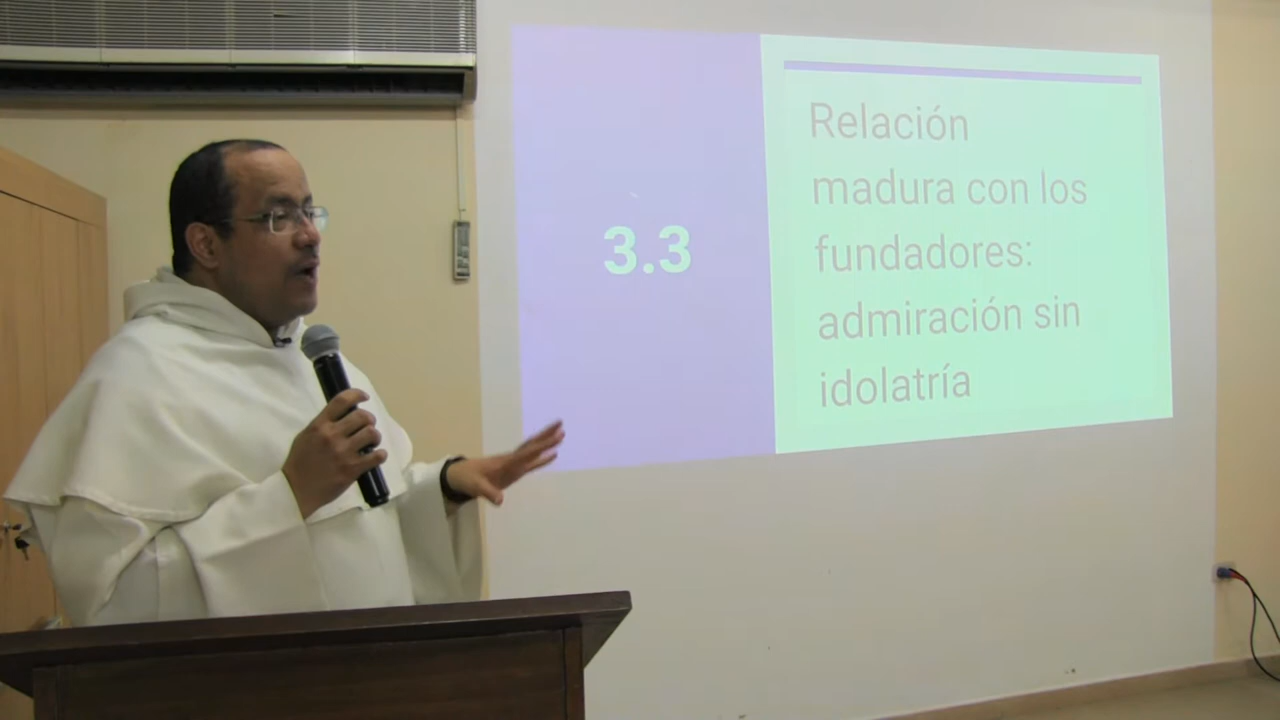 3.3
Relación
madura con los
fundadores:
admiración sin
idolatría